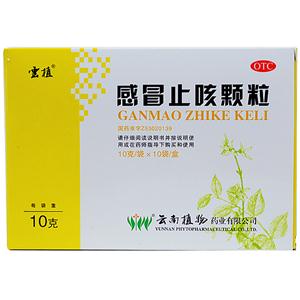 雲植®
OTC
感冒止咳颗粒
GANMAO ZHIKE KELI
国药准字Z53020139
请仔细阅读说明书并按说明使
用或在药师指导下购买和使用
10克/袋×10袋/盒
每袋重
10克
云南植物药业有限公司
YUNNAN PHYTOPHARMACEUTICAL CO.,LTD.